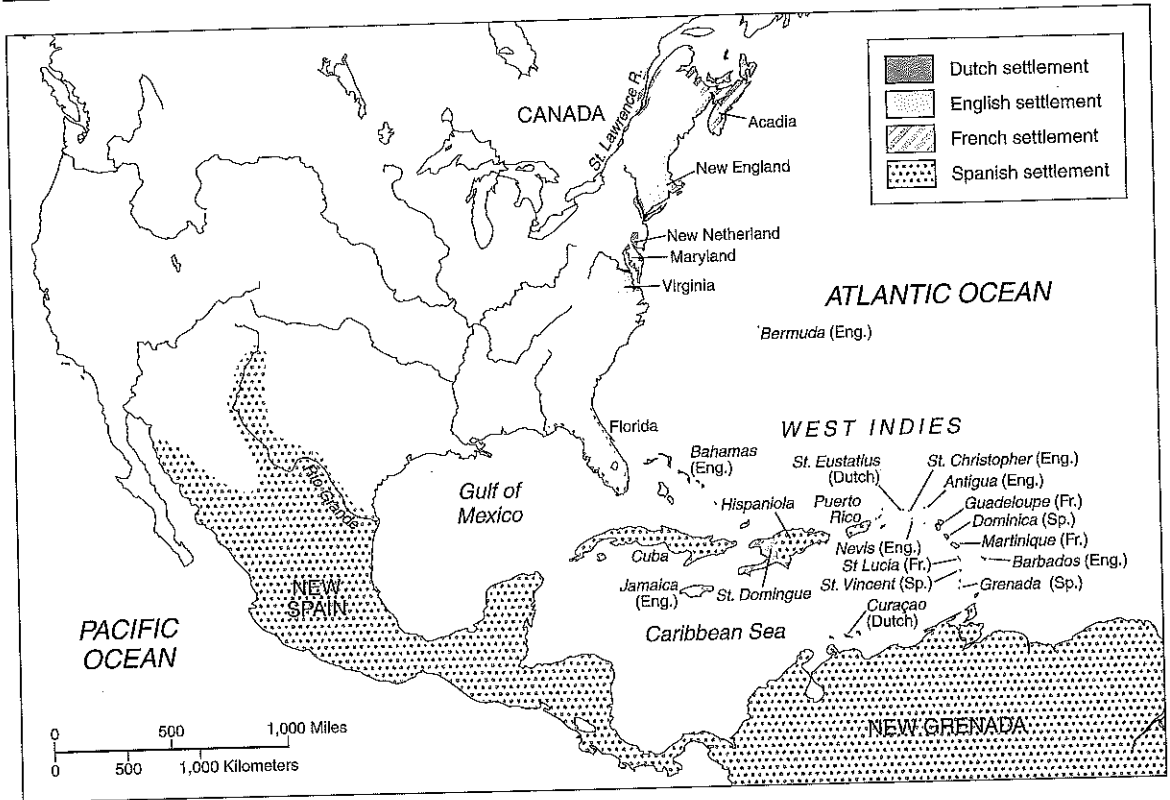 Dutch settlement
English settlement
French settlement
Spanish settlement
CANADA
St. Lawrence R.
Acadia
New England
New Netherland
Maryland
Virginia
ATLANTIC OCEAN
Bermuda (Eng.)
Florida
WEST INDIES
Bahamas
(Eng.)
St. Eustatius
(Dutch)
St. Christopher (Eng.)
Antigua (Eng.)
Guadeloupe (Fr.)
Dominica (Sp.)
Martinique (Fr.)
Barbados (Eng.)
Grenada (Sp.)
Hispaniola
Puerto
Rico
Nevis (Eng.)
St Lucia (Fr.)
St. Vincent (Sp.)
Gulf of
Mexico
Rio Grande
Cuba
Jamaica
(Eng.)
St. Domingue
Curaçao
(Dutch)
Caribbean Sea
NEW
SPAIN
PACIFIC
OCEAN
NEW GRENADA
0 500 1,000 Miles
0 500 1,000 Kilometers